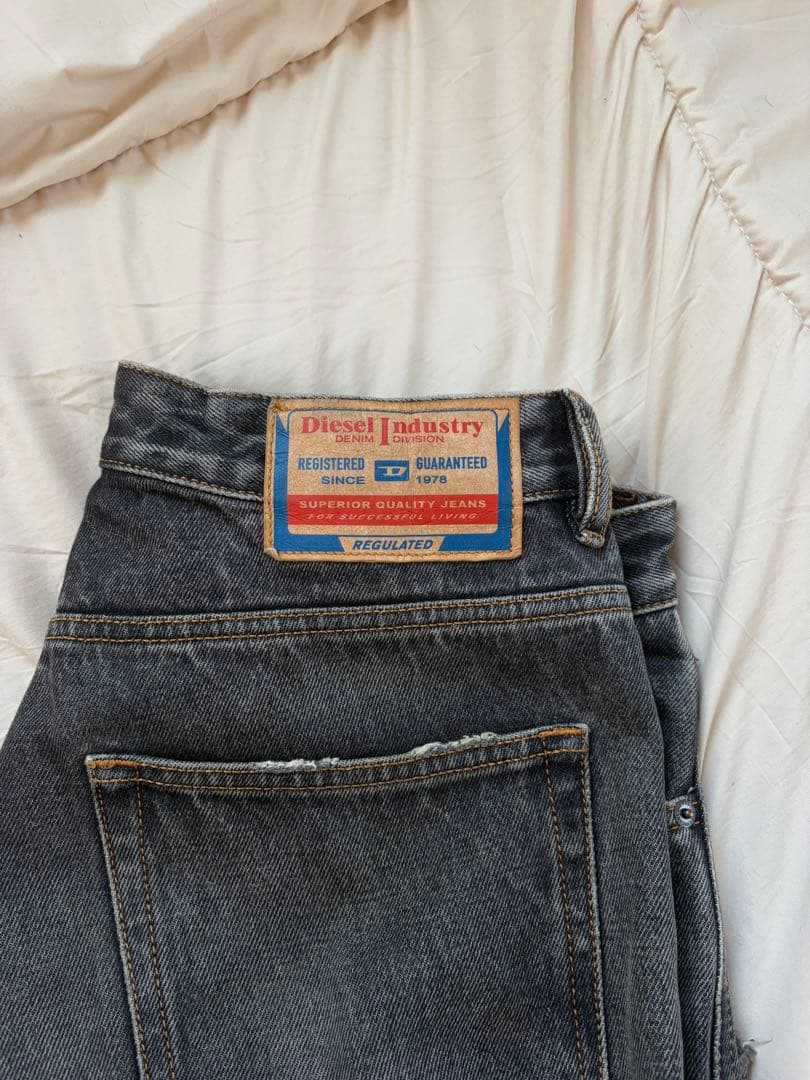 Diesel Industry
DENIM DIVISION
REGISTERED D GUARANTEED
SINCE 1978
SUPERIOR QUALITY JEANS
FOR SUCCESSFUL LIVING
REGULATED